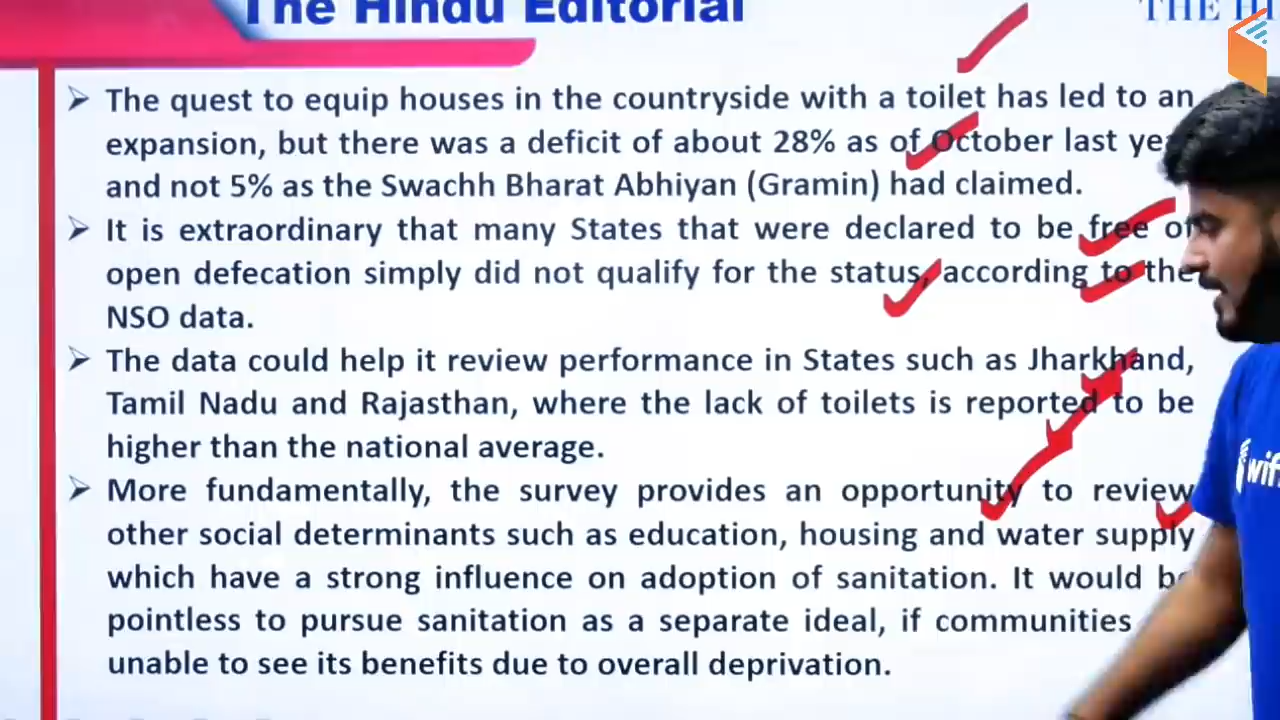 The Hindu Editorial
THE HI
The quest to equip houses in the countryside with a toilet has led to an
expansion, but there was a deficit of about 28% as of October last yea
and not 5% as the Swachh Bharat Abhiyan (Gramin) had claimed.
It is extraordinary that many States that were declared to be free of
open defecation simply did not qualify for the status, according to the
NSO data.
The data could help it review performance in States such as Jharkhand,
Tamil Nadu and Rajasthan, where the lack of toilets is reported to be
higher than the national average.
More fundamentally, the survey provides an opportunity to review
other social determinants such as education, housing and water supply
which have a strong influence on adoption of sanitation. It would be
pointless to pursue sanitation as a separate ideal, if communities
unable to see its benefits due to overall deprivation.
wifi